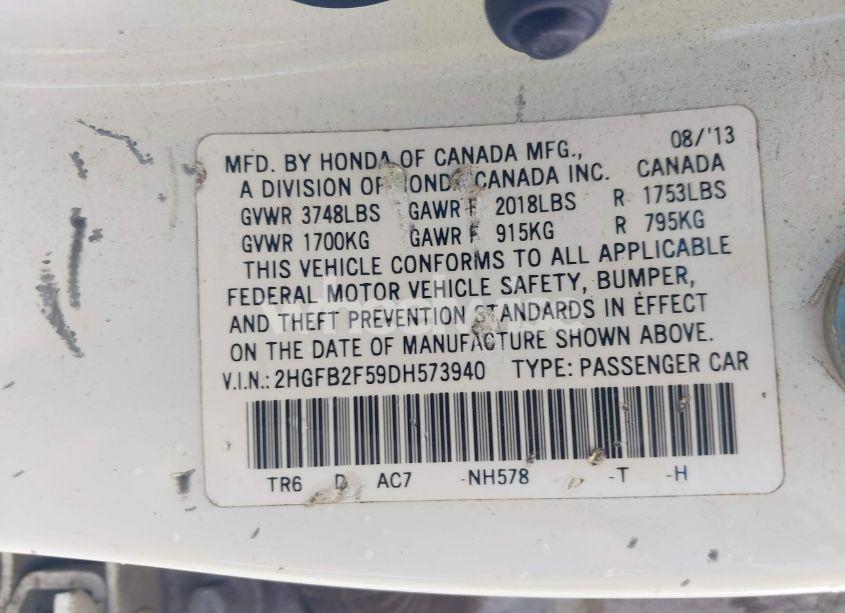 08/'13
MFD. BY HONDA OF CANADA MFG.,
A DIVISION OF HONDA CANADA INC. CANADA
GVWR 3748LBS GAWR F 2018LBS R 1753LBS
GVWR 1700KG GAWR F 915KG R 795KG
THIS VEHICLE CONFORMS TO ALL APPLICABLE
FEDERAL MOTOR VEHICLE SAFETY, BUMPER,
AND THEFT PREVENTION STANDARDS IN EFFECT
ON THE DATE OF MANUFACTURE SHOWN ABOVE.
V.I.N.: 2HGFB2F59DH573940 TYPE: PASSENGER CAR
TR6 D AC7 -NH578 -T -H